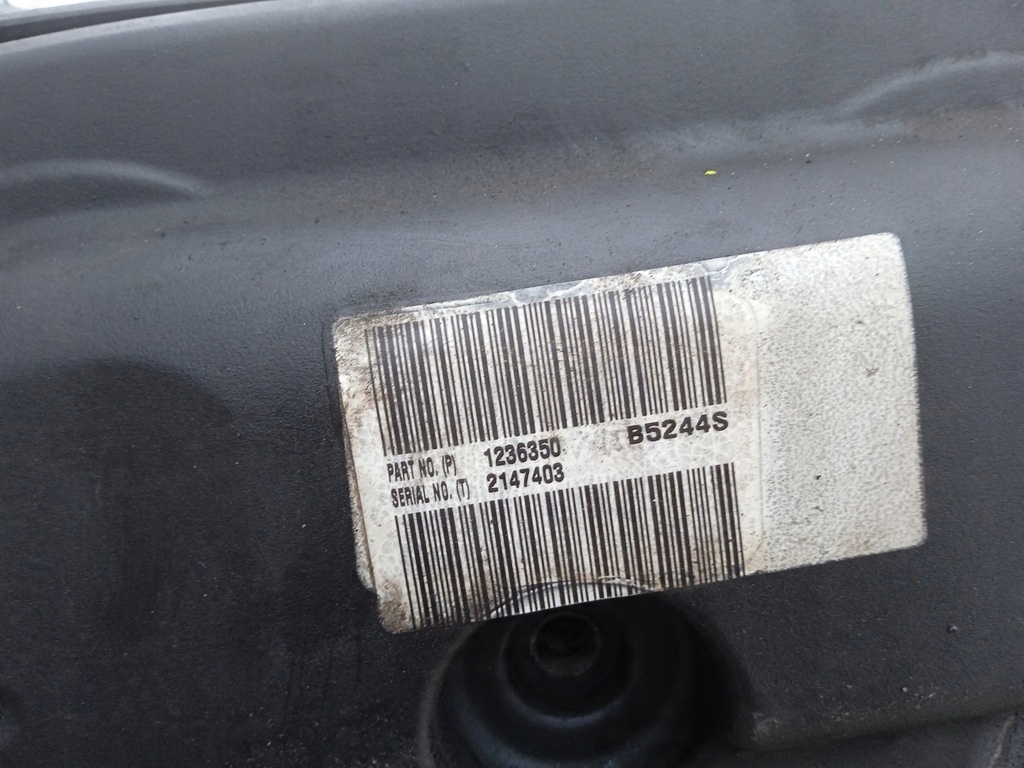 PART NO. (P) 1236350 B5244S
SERIAL NO. (T) 2147403